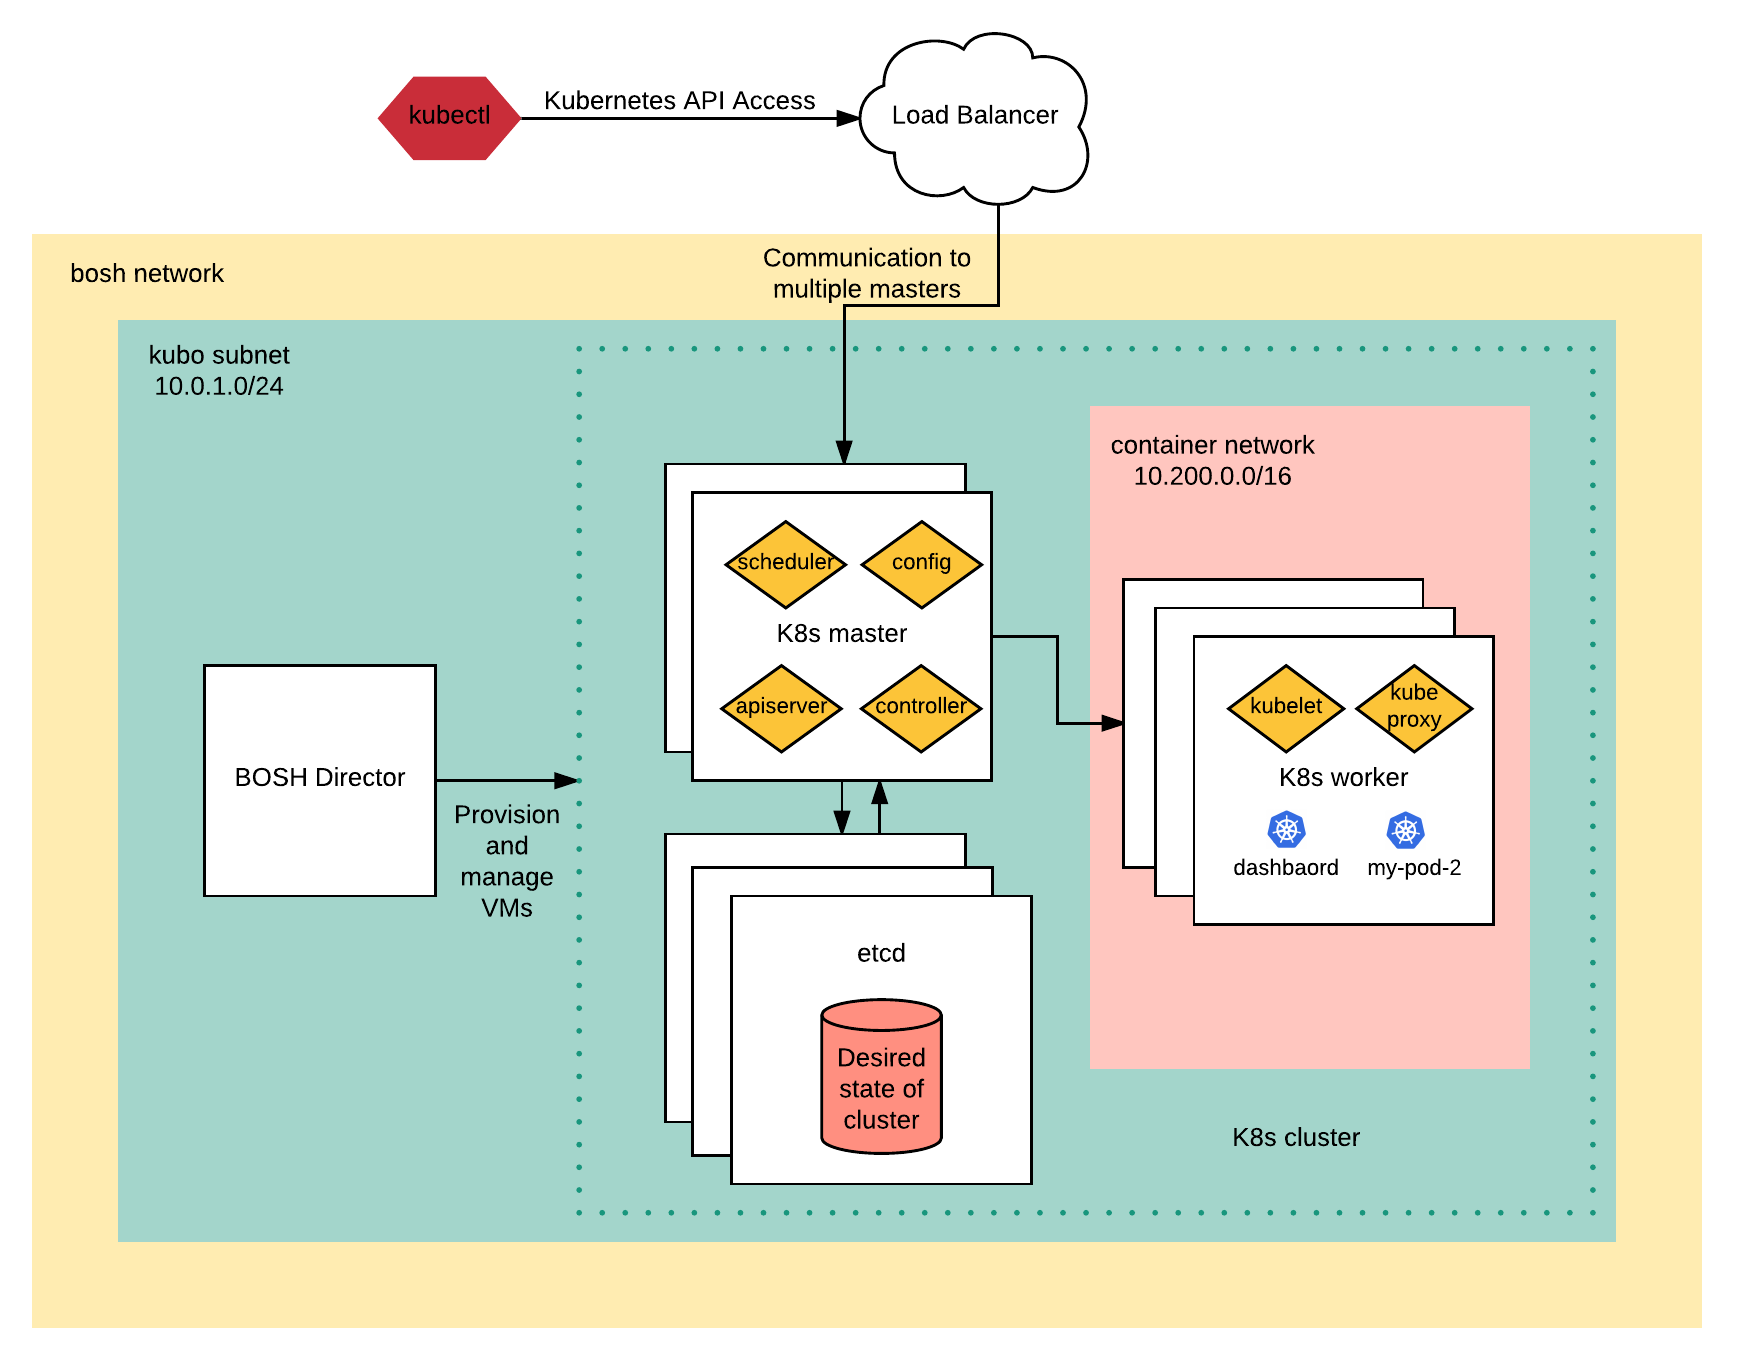 kubectl
Kubernetes API Access
Load Balancer
bosh network
Communication to
multiple masters
kubo subnet
10.0.1.0/24
container network
10.200.0.0/16
scheduler
config
K8s master
apiserver
controller
kubelet
kube
proxy
K8s worker
dashbaord
my-pod-2
BOSH Director
Provision
and
manage
VMs
etcd
Desired
state of
cluster
K8s cluster